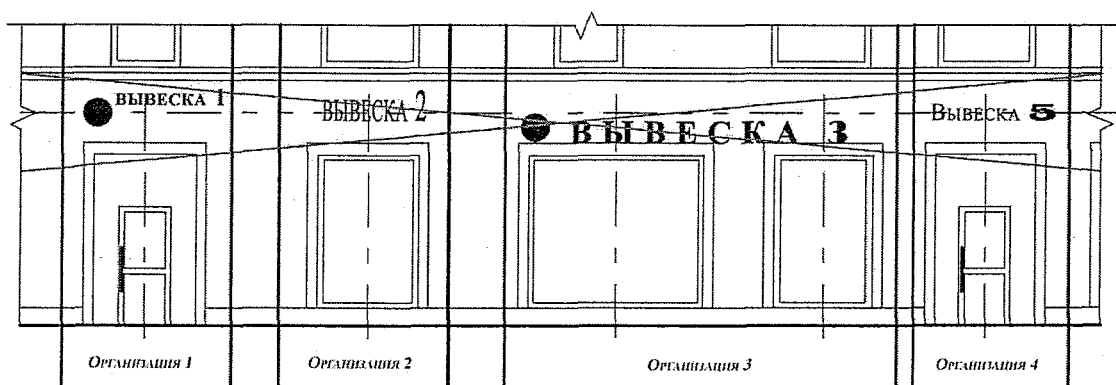 ВЫВЕСКА 1
ВЫВЕСКА 2
ВЫВЕСКА 3
ВЫВЕСКА 5
ОРГАНИЗАЦИЯ 1
ОРГАНИЗАЦИЯ 2
ОРГАНИЗАЦИЯ 3
ОРГАНИЗАЦИЯ 4